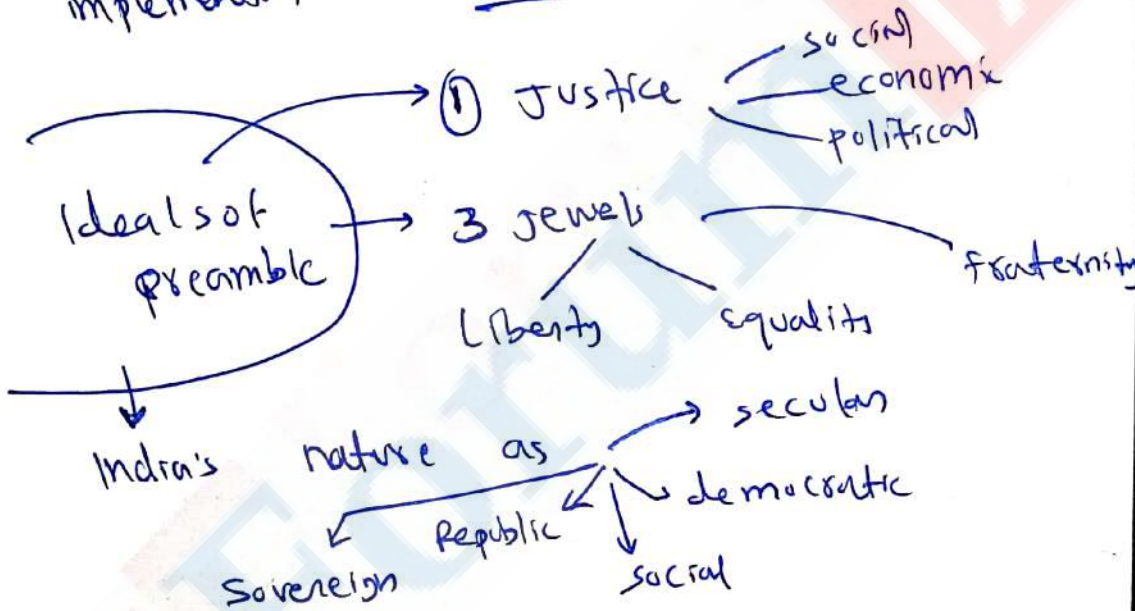 ① Justice
social
economic
political
Ideals of
preamble
3 Jewels
Liberty
Equality
fraternity
India's nature as
secular
democratic
Republic
social
Sovereign
Forum